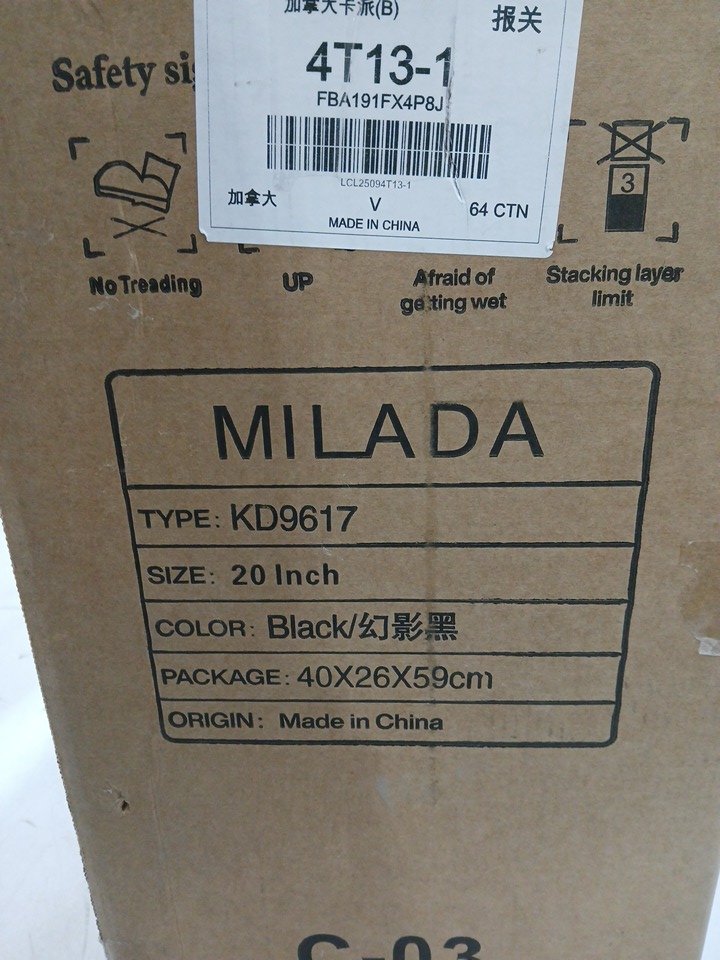 加拿大卡派(B)
报关
Safety
4T13-1
FBA191FX4P8J
LCL25094T13-1
加拿大
V
64 CTN
MADE IN CHINA
3
No Treading
UP
Afraid of
getting wet
Stacking layer
limit
MILADA
TYPE: KD9617
SIZE: 20 Inch
COLOR: Black/幻影黑
PACKAGE: 40X26X59cm
ORIGIN: Made in China
C-03